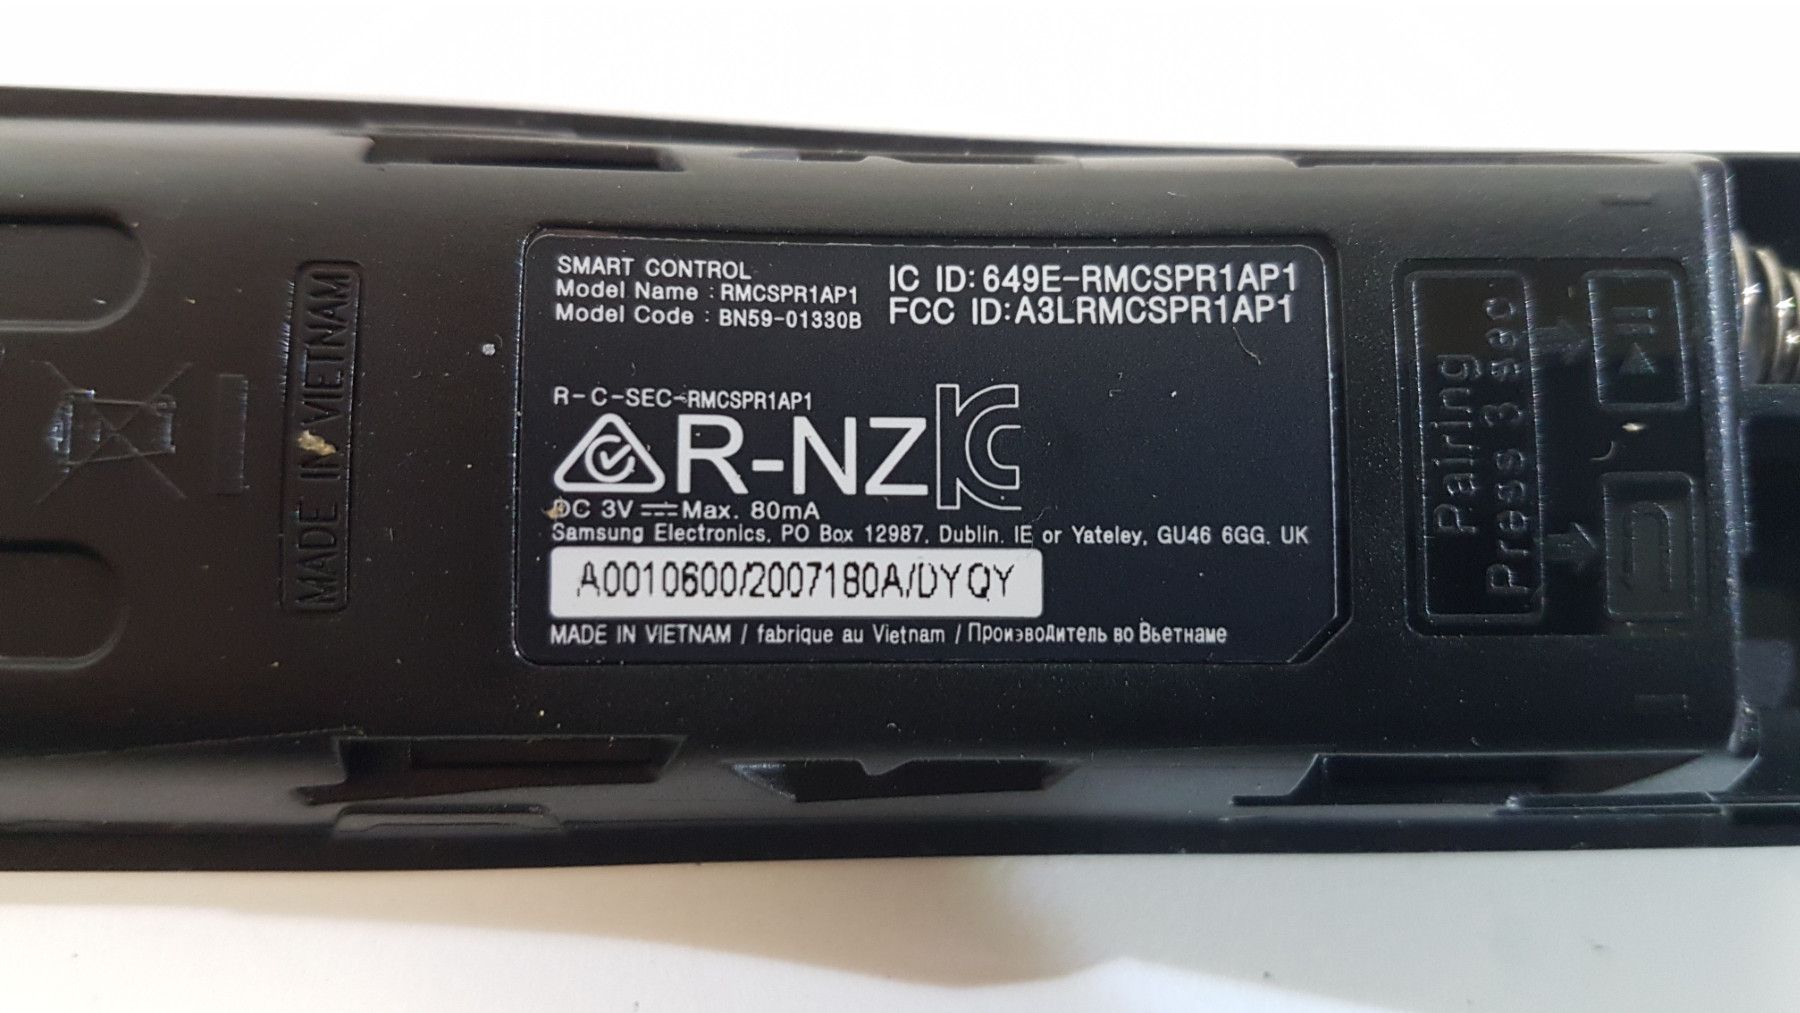 MADE IN VIETNAM
SMART CONTROL
Model Name : RMCSPR1AP1
Model Code : BN59-01330B
IC ID: 649E-RMCSPR1AP1
FCC ID: A3LRMCSPR1AP1
R-C-SEC-RMCSPR1AP1
R-NZ
DC 3V ⎓ Max. 80mA
Samsung Electronics, PO Box 12987, Dublin. IE or Yateley, GU46 6GG. UK
A0010600/2007180A/DYQY
MADE IN VIETNAM / fabrique au Vietnam / Производитель во Вьетнаме
Pairing
Press 3 sec.